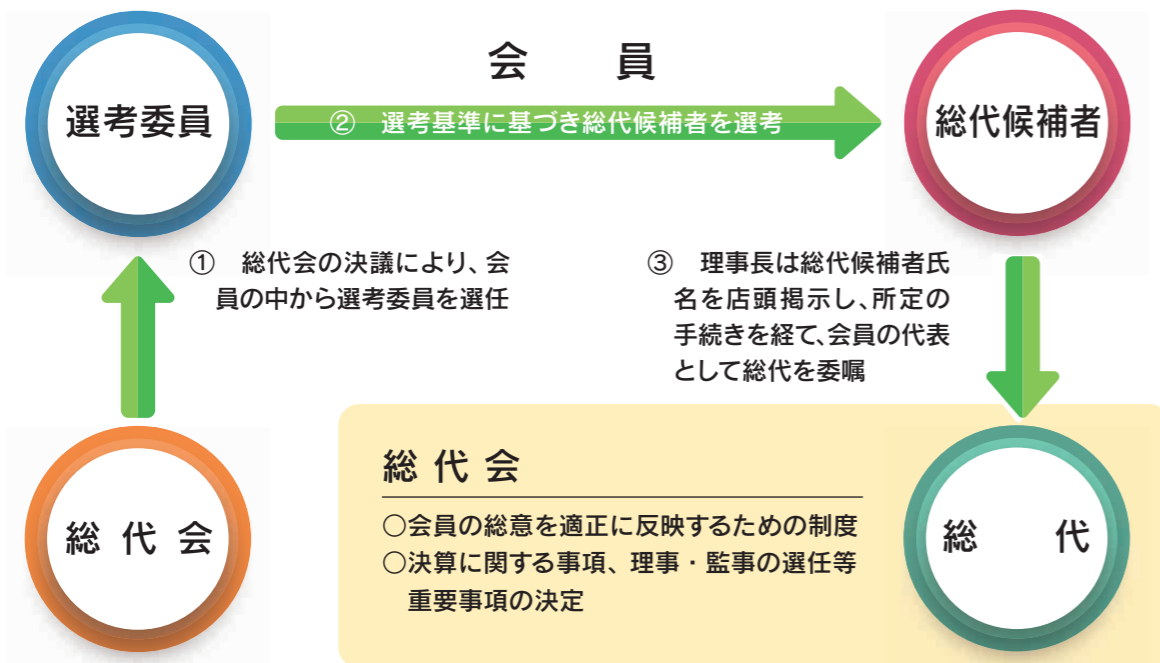 会　員
選考委員
② 選考基準に基づき総代候補者を選考
総代候補者
① 総代会の決議により、会
員の中から選考委員を選任
③ 理事長は総代候補者氏
名を店頭掲示し、所定の
手続きを経て、会員の代表
として総代を委嘱
総代会
総代会
○会員の総意を適正に反映するための制度
○決算に関する事項、理事・監事の選任等
重要事項の決定
総　代